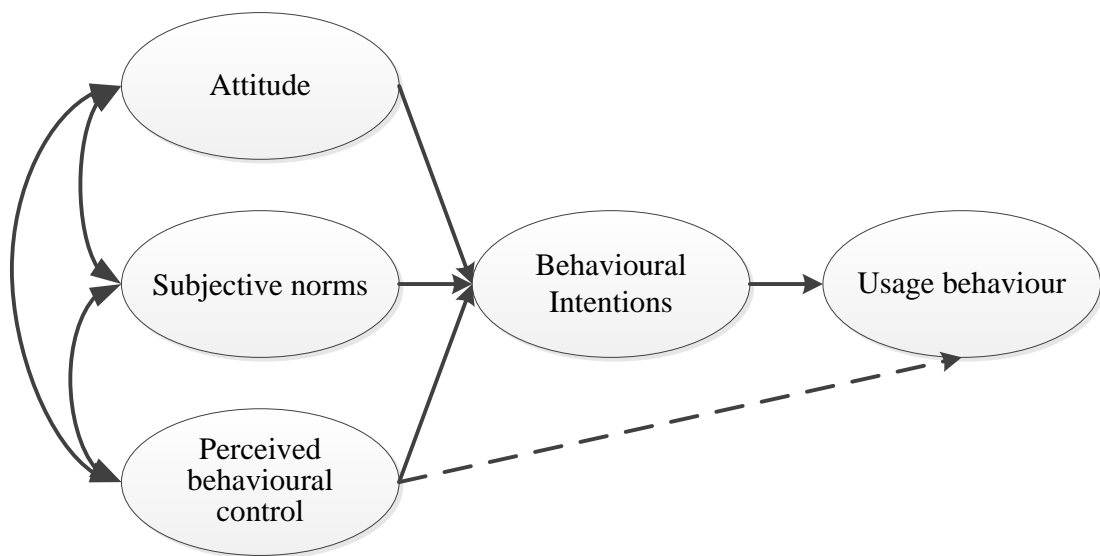 Attitude
Subjective norms
Perceived
behavioural
control
Behavioural
Intentions
Usage behaviour